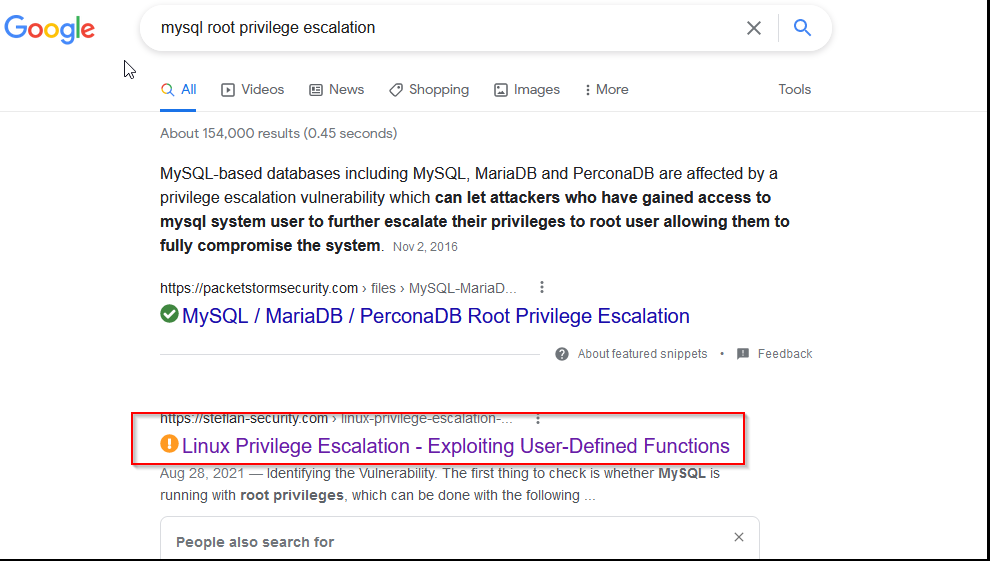 Google
mysql root privilege escalation
All Videos News Shopping Images More Tools
About 154,000 results (0.45 seconds)
MySQL-based databases including MySQL, MariaDB and PerconaDB are affected by a
privilege escalation vulnerability which can let attackers who have gained access to
mysql system user to further escalate their privileges to root user allowing them to
fully compromise the system. Nov 2, 2016
https://packetstormsecurity.com › files › MySQL-MariaD...
MySQL / MariaDB / PerconaDB Root Privilege Escalation
About featured snippets • Feedback
https://steflan-security.com › linux-privilege-escalation-...
Linux Privilege Escalation - Exploiting User-Defined Functions
Aug 28, 2021 — Identifying the Vulnerability. The first thing to check is whether MySQL is
running with root privileges, which can be done with the following ...
People also search for